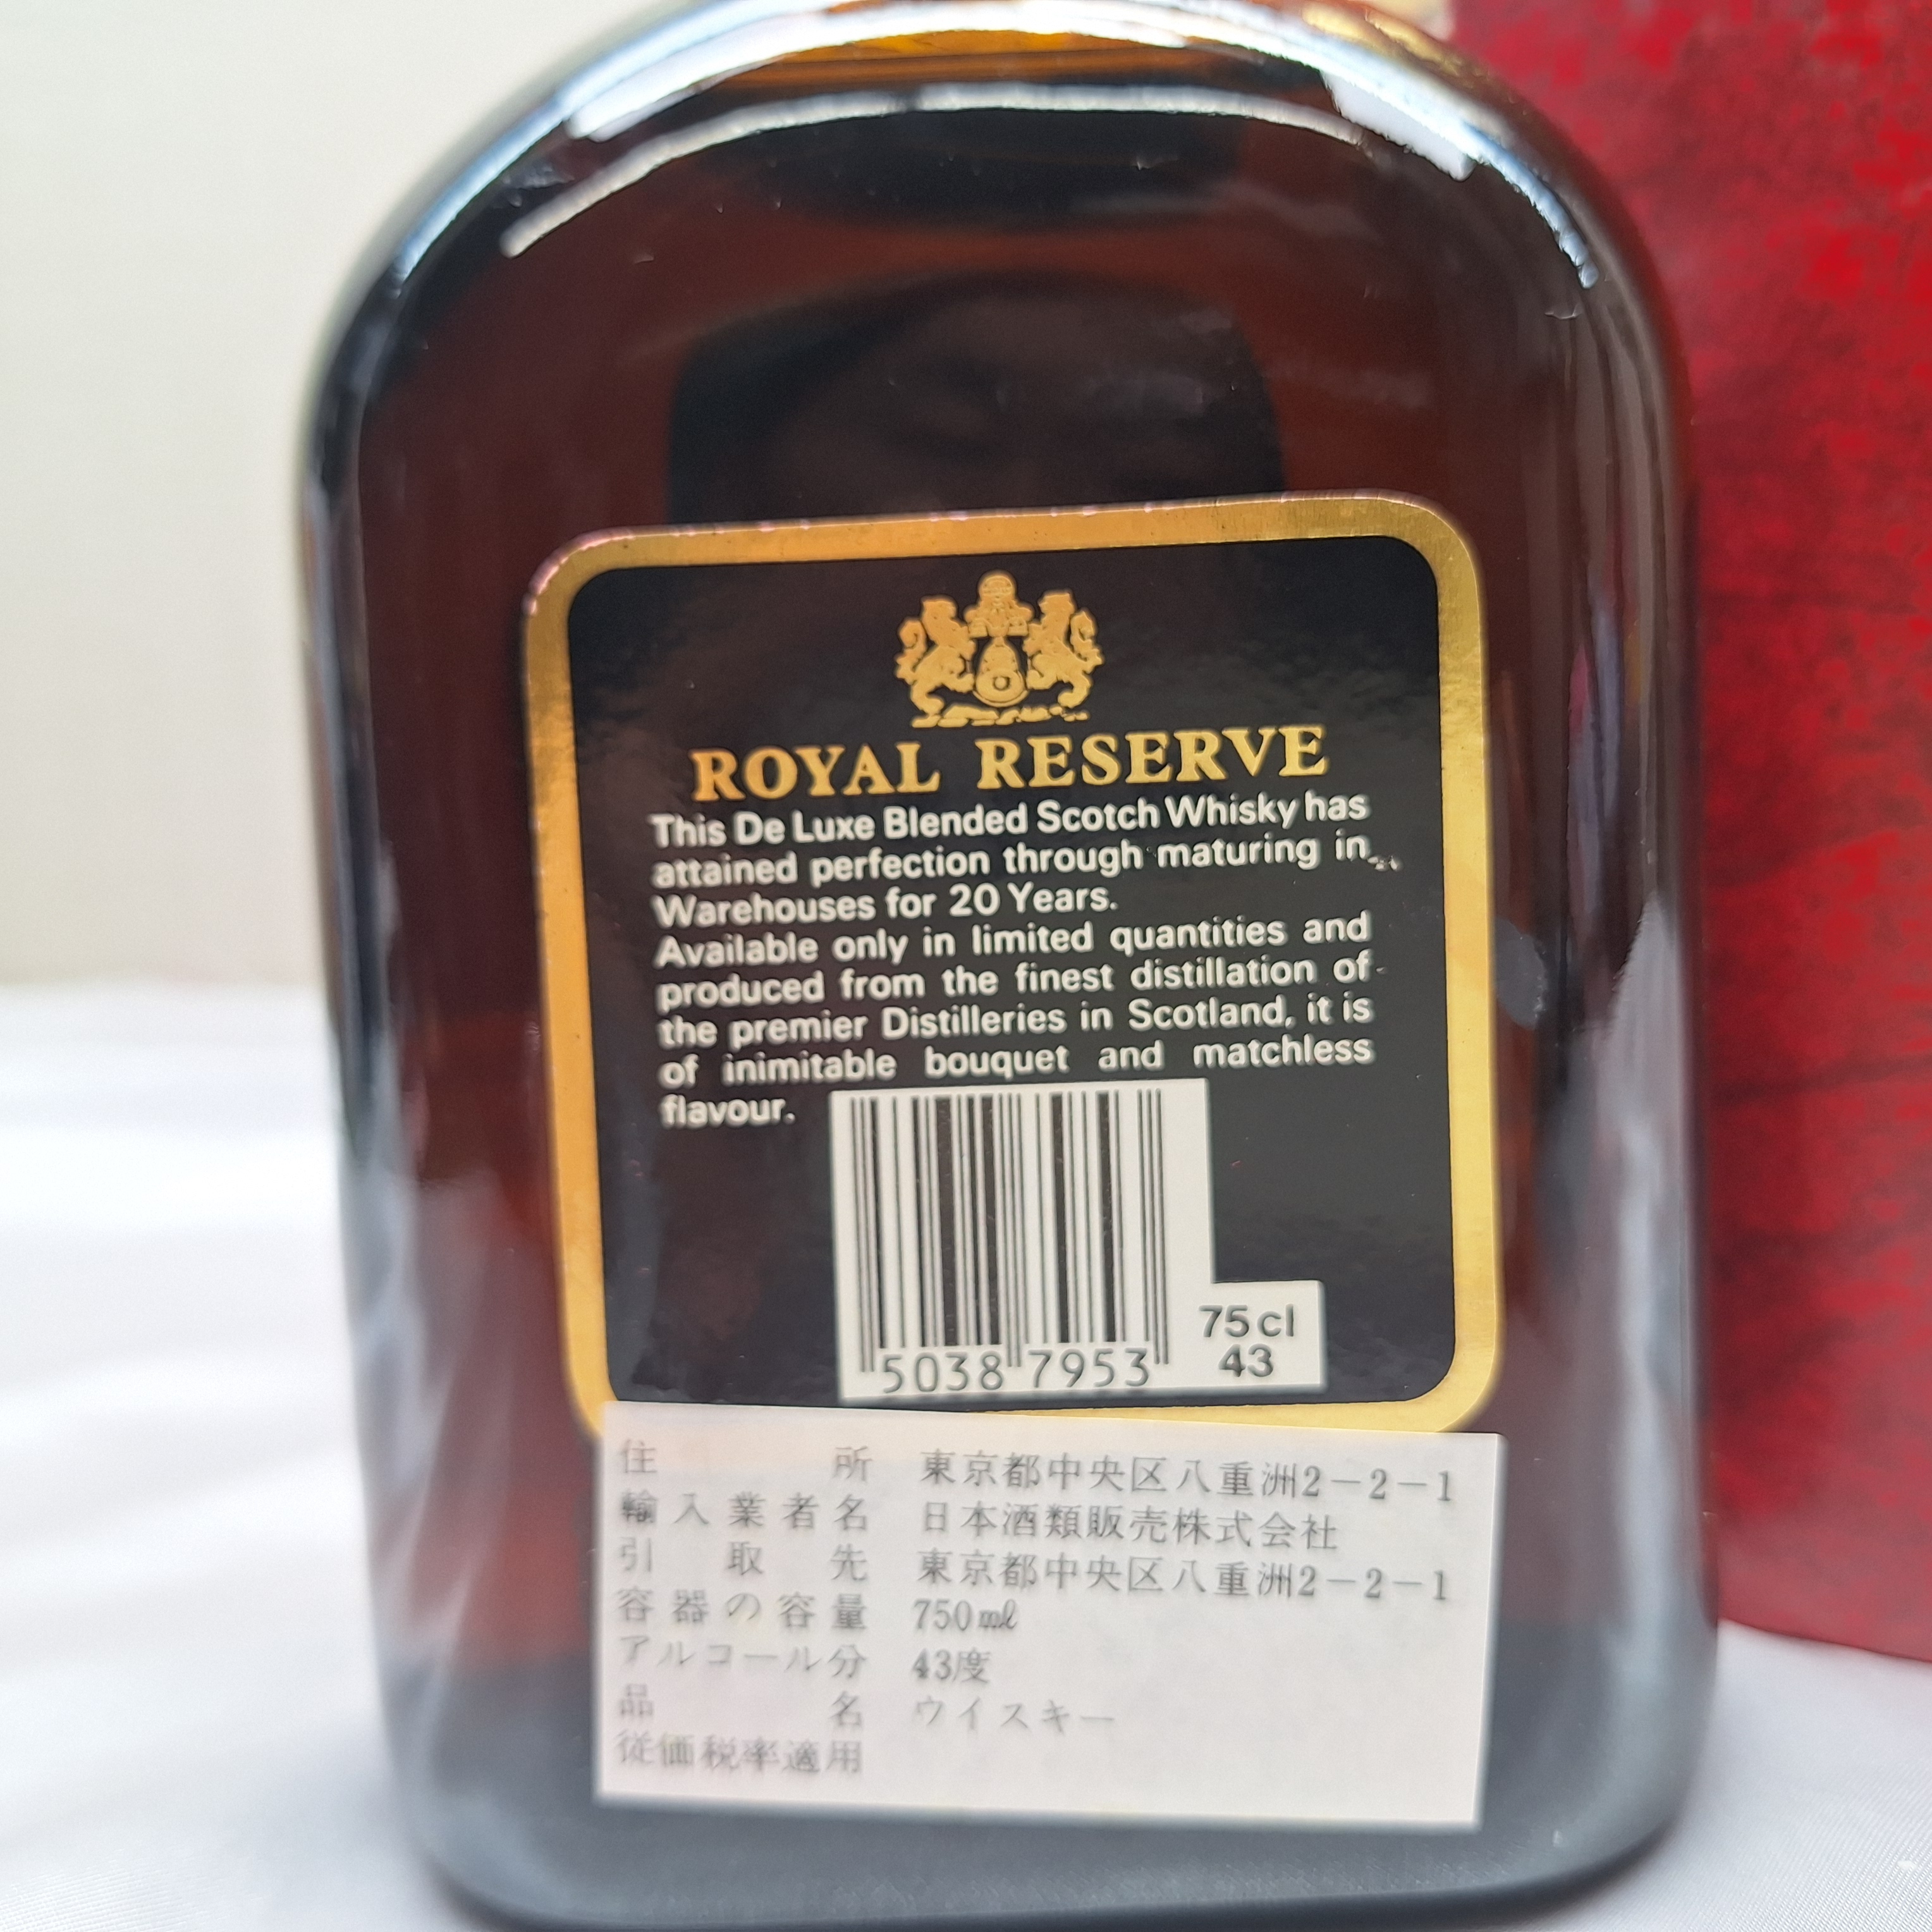 ROYAL RESERVE
This De Luxe Blended Scotch Whisky has
attained perfection through maturing in
Warehouses for 20 Years.
Available only in limited quantities and
produced from the finest distillation of
the premier Distilleries in Scotland, it is
of inimitable bouquet and matchless
flavour.
75cl
43
5038 7953
住所 東京都中央区八重洲2-2-1
輸入業者名 日本酒類販売株式会社
引取先 東京都中央区八重洲2-2-1
容器の容量 750㎖
アルコール分 43度
品名 ウイスキー
従価税率適用